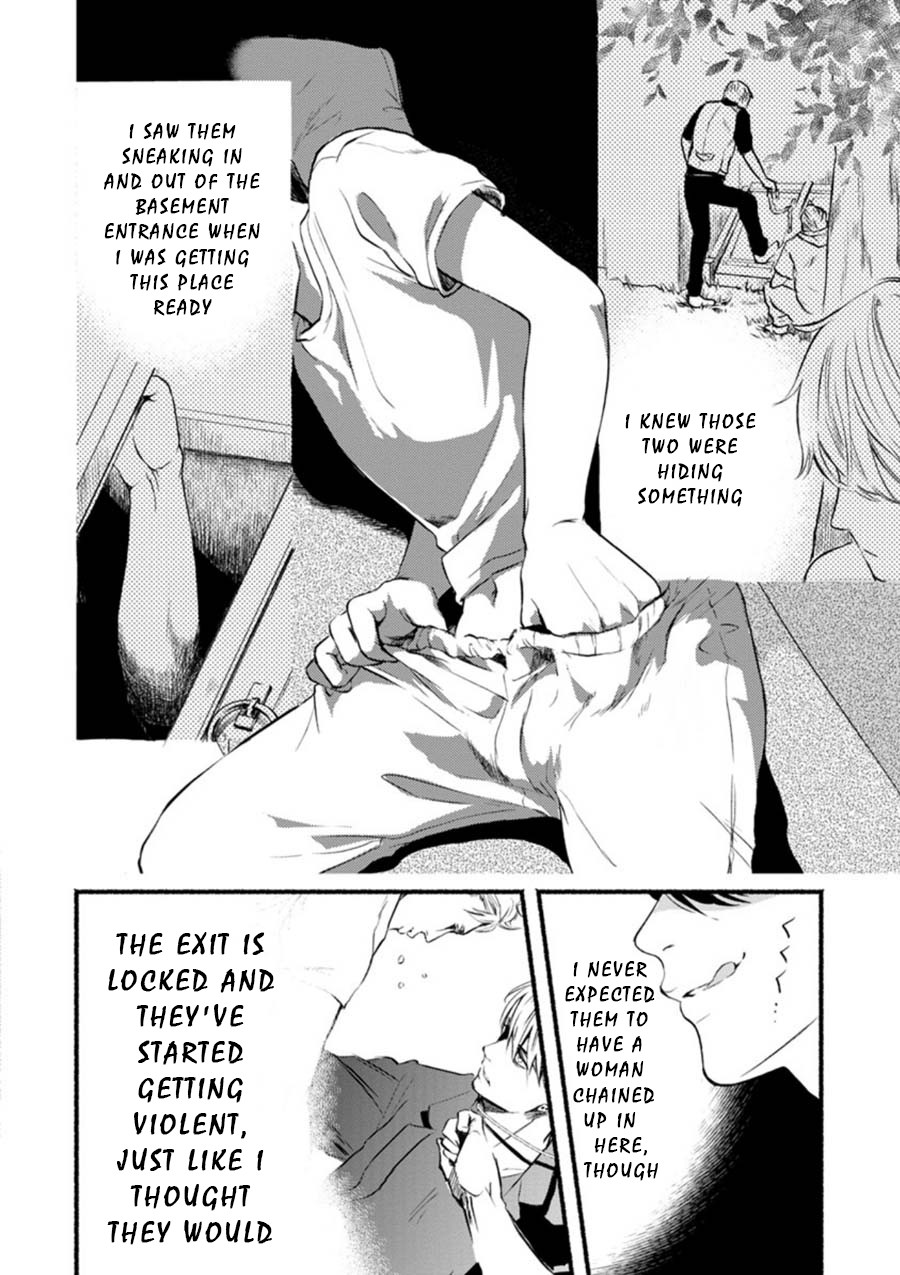 I KNEW THOSE
TWO WERE
HIDING
SOMETHING
I SAW THEM
SNEAKING IN
AND OUT OF THE
BASEMENT
ENTRANCE WHEN
I WAS GETTING
THIS PLACE
READY
I NEVER
EXPECTED
THEM TO
HAVE A
WOMAN
CHAINED
UP IN
HERE,
THOUGH
THE EXIT IS
LOCKED AND
THEY'VE
STARTED
GETTING
VIOLENT,
JUST LIKE I
THOUGHT
THEY WOULD